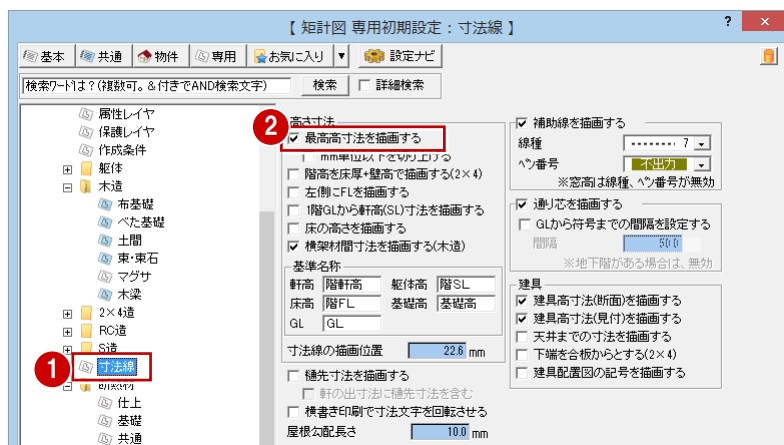 【 矩計図 専用初期設定：寸法線 】
? ×
基本 共通 物件 専用 お気に入り ▼ 設定ナビ
検索ワードは？(複数可。＆付きでAND検索文字) 検索 詳細検索
属性レイヤ
保護レイヤ
作成条件
躯体
木造
布基礎
べた基礎
土間
束・束石
マグサ
木梁
2×4造
RC造
S造
1 寸法線
断熱材
仕上
基礎
共通
高さ寸法
2 最高高寸法を描画する
mm単位以下を切り上げる
階高を床厚+壁高で描画する(2×4)
左側にFLを描画する
1階GLから軒高(SL)寸法を描画する
床の高さを描画する
横架材間寸法を描画する(木造)
基準名称
軒高 階軒高 躯体高 階SL
床高 階FL 基礎高 基礎高
GL GL
寸法線の描画位置 22.6 mm
樋先寸法を描画する
軒の出寸法に樋先寸法を含む
横書き印刷で寸法文字を回転させる
屋根勾配長さ 10.0 mm
補助線を描画する
線種 7
ペン番号 不出力
※窓高は線種、ペン番号が無効
通り芯を描画する
GLから符号までの間隔を設定する
間隔 50.0
※地下階がある場合は、無効
建具
建具高寸法(断面)を描画する
建具高寸法(見付)を描画する
天井までの寸法を描画する
下端を合板からとする(2×4)
建具配置図の記号を描画する